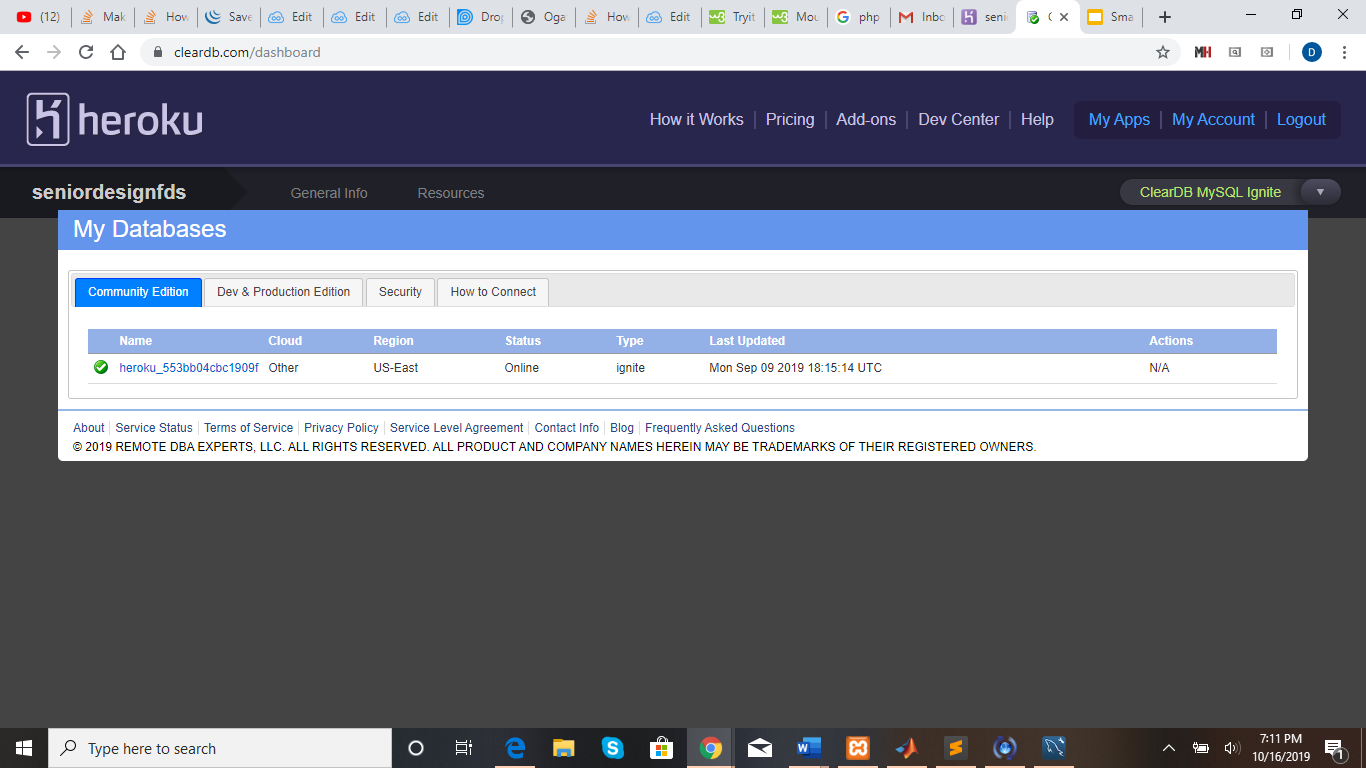 (12) Mak How Save Edit Edit Edit Drop Oga How Edit Tryit Mou php Inbo seni Sma
cleardb.com/dashboard
D
heroku
How it Works Pricing Add-ons Dev Center Help My Apps My Account Logout
seniordesignfds General Info Resources ClearDB MySQL Ignite
My Databases
Community Edition Dev & Production Edition Security How to Connect
Name Cloud Region Status Type Last Updated Actions
heroku_553bb04cbc1909f Other US-East Online ignite Mon Sep 09 2019 18:15:14 UTC N/A
About Service Status Terms of Service Privacy Policy Service Level Agreement Contact Info Blog Frequently Asked Questions
© 2019 REMOTE DBA EXPERTS, LLC. ALL RIGHTS RESERVED. ALL PRODUCT AND COMPANY NAMES HEREIN MAY BE TRADEMARKS OF THEIR REGISTERED OWNERS.
Type here to search
7:11 PM
10/16/2019
1